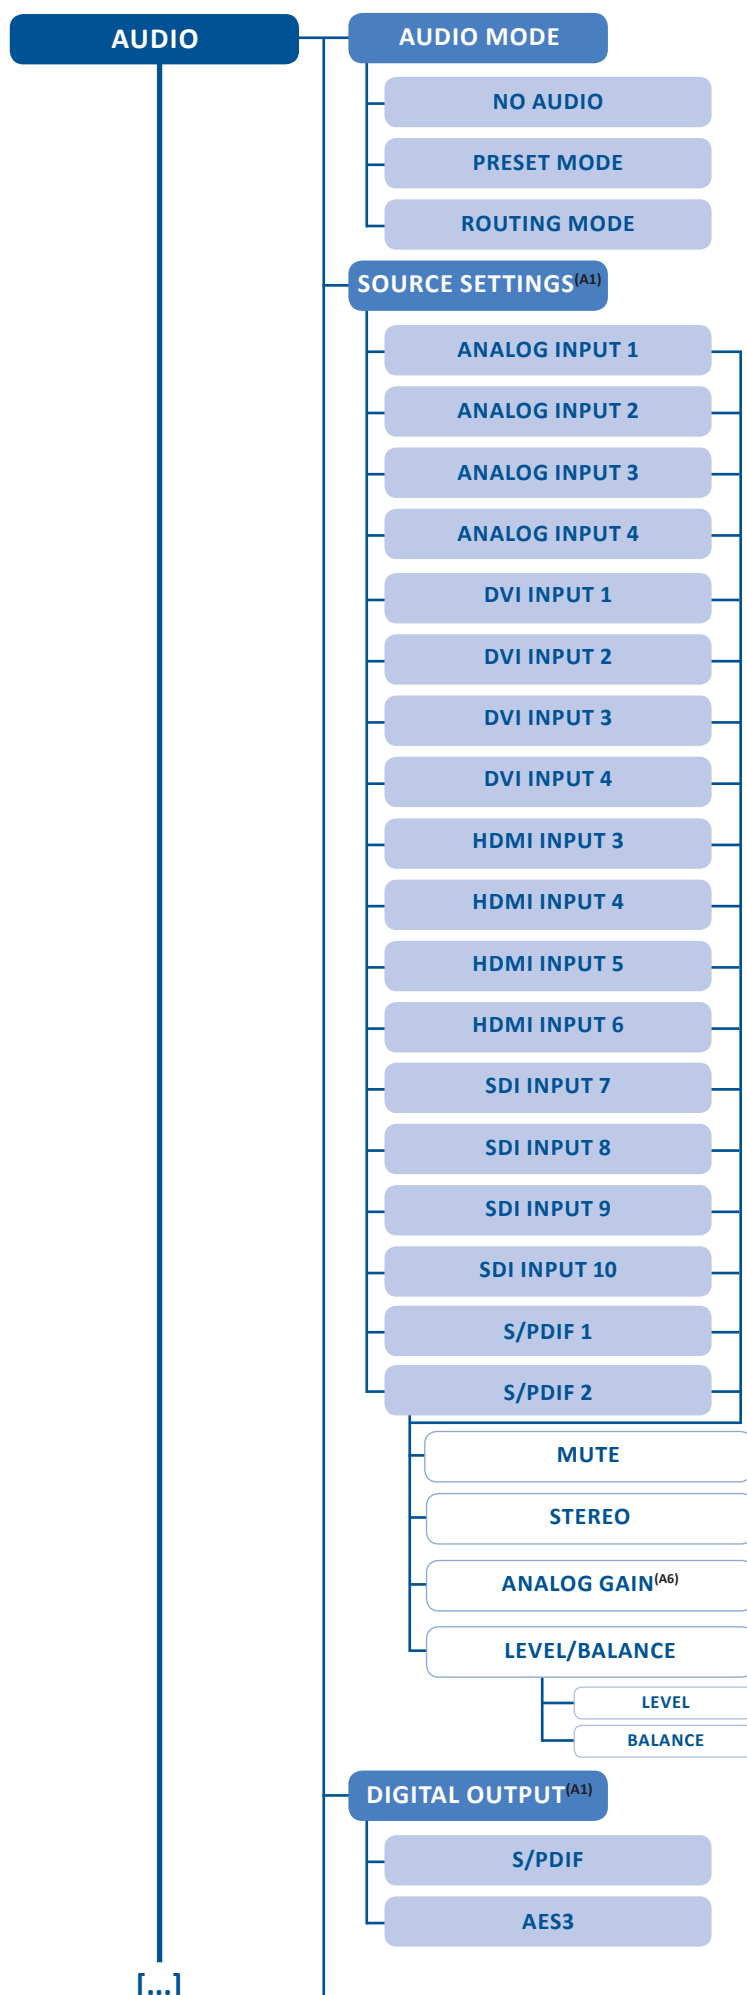 AUDIO
AUDIO MODE
NO AUDIO
PRESET MODE
ROUTING MODE
SOURCE SETTINGS(A1)
ANALOG INPUT 1
ANALOG INPUT 2
ANALOG INPUT 3
ANALOG INPUT 4
DVI INPUT 1
DVI INPUT 2
DVI INPUT 3
DVI INPUT 4
HDMI INPUT 3
HDMI INPUT 4
HDMI INPUT 5
HDMI INPUT 6
SDI INPUT 7
SDI INPUT 8
SDI INPUT 9
SDI INPUT 10
S/PDIF 1
S/PDIF 2
MUTE
STEREO
ANALOG GAIN(A6)
LEVEL/BALANCE
LEVEL
BALANCE
DIGITAL OUTPUT(A1)
S/PDIF
AES3
[...]